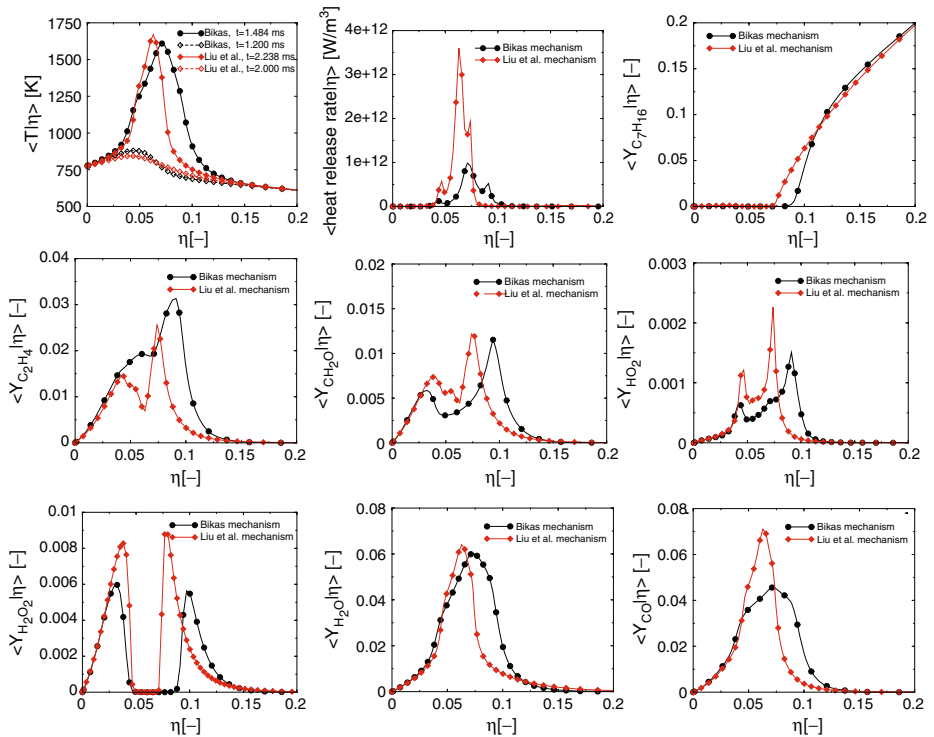 <T|η> [K]
1750
1500
1250
1000
750
500
0
0.05
0.1
0.15
0.2
η[–]
Bikas, t=1.484 ms
Bikas, t=1.200 ms
Liu et al., t=2.238 ms
Liu et al., t=2.000 ms
<heat release rate|η> [W/m³]
4e+12
3e+12
2e+12
1e+12
0
0
0.05
0.1
0.15
0.2
η[–]
Bikas mechanism
Liu et al. mechanism
<Y_C7H16|η> [–]
0.2
0.15
0.1
0.05
0
0
0.05
0.1
0.15
0.2
η[–]
Bikas mechanism
Liu et al. mechanism
<Y_C2H4|η> [–]
0.04
0.03
0.02
0.01
0
0
0.05
0.1
0.15
0.2
η[–]
Bikas mechanism
Liu et al. mechanism
<Y_CH2O|η> [–]
0.02
0.015
0.01
0.005
0
0
0.05
0.1
0.15
0.2
η[–]
Bikas mechanism
Liu et al. mechanism
<Y_HO2|η> [–]
0.003
0.002
0.001
0
0
0.05
0.1
0.15
0.2
η[–]
Bikas mechanism
Liu et al. mechanism
<Y_H2O2|η> [–]
0.01
0.008
0.006
0.004
0.002
0
0
0.05
0.1
0.15
0.2
η[–]
Bikas mechanism
Liu et al. mechanism
<Y_H2O|η> [–]
0.08
0.06
0.04
0.02
0
0
0.05
0.1
0.15
0.2
η[–]
Bikas mechanism
Liu et al. mechanism
<Y_CO|η> [–]
0.08
0.06
0.04
0.02
0
0
0.05
0.1
0.15
0.2
η[–]
Bikas mechanism
Liu et al. mechanism